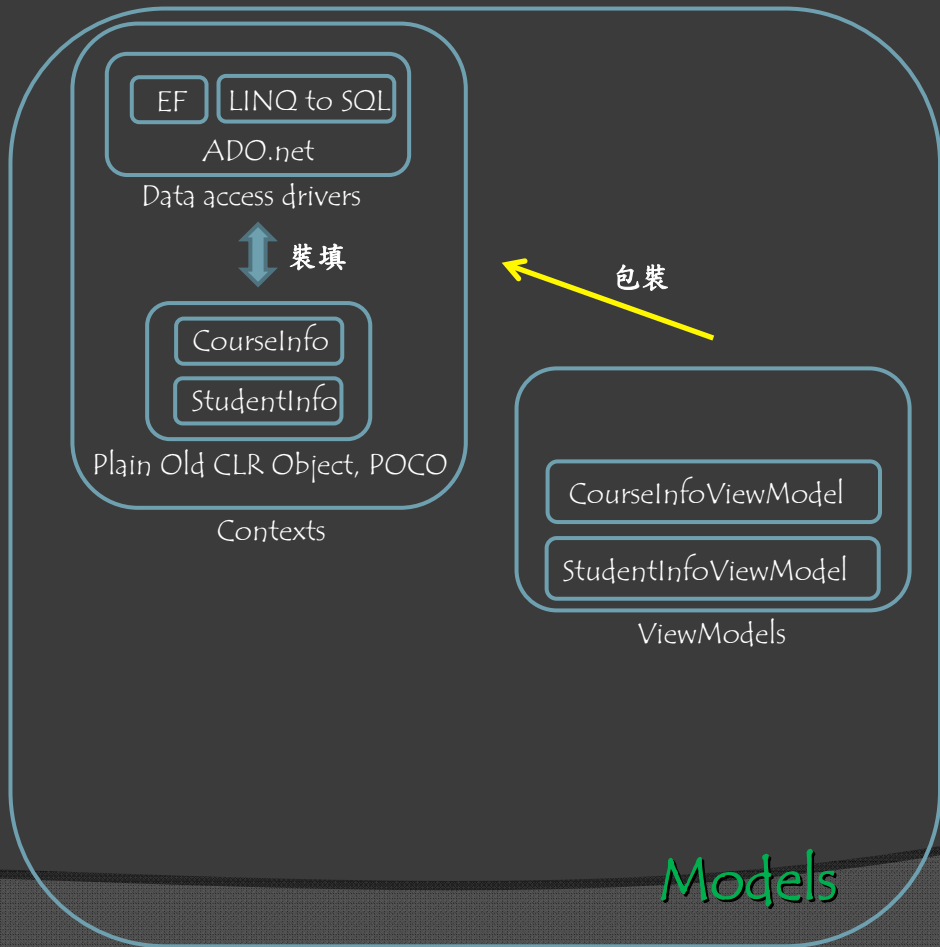 EF
LINQ to SQL
ADO.net
Data access drivers
裝填
包裝
CourseInfo
StudentInfo
Plain Old CLR Object, POCO
Contexts
CourseInfoViewModel
StudentInfoViewModel
ViewModels
Models